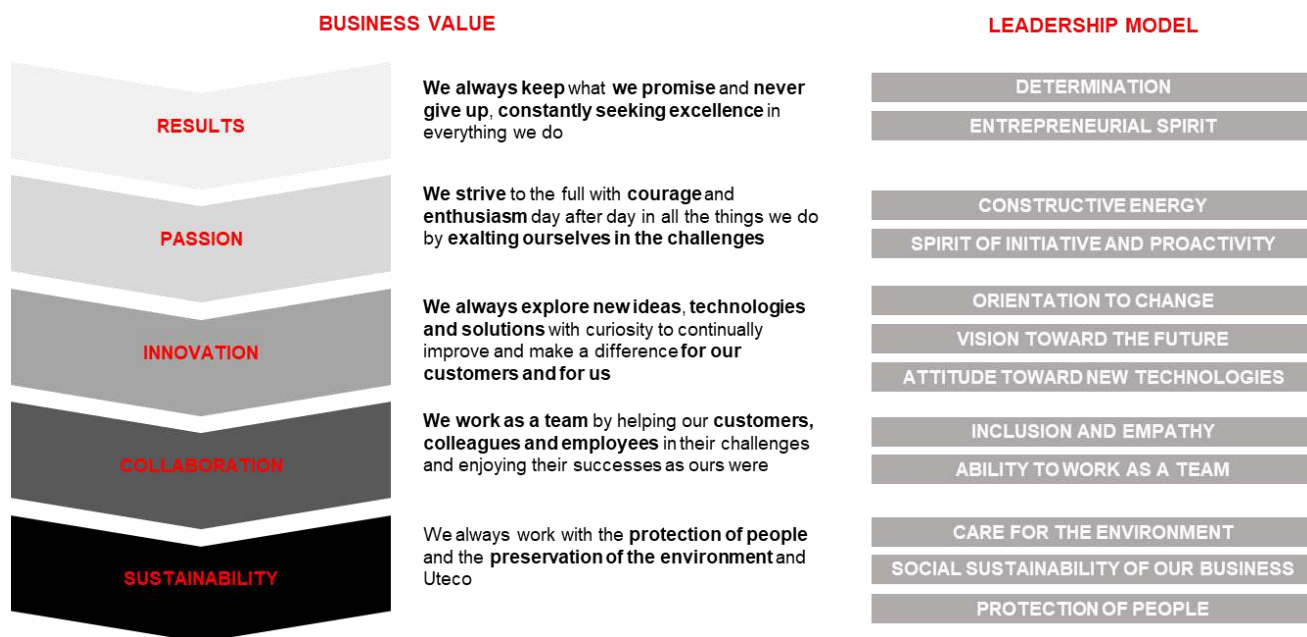 BUSINESS VALUE
LEADERSHIP MODEL
RESULTS
We always keep what we promise and never
give up, constantly seeking excellence in
everything we do
DETERMINATION
ENTREPRENEURIAL SPIRIT
PASSION
We strive to the full with courage and
enthusiasm day after day in all the things we do
by exalting ourselves in the challenges
CONSTRUCTIVE ENERGY
SPIRIT OF INITIATIVE AND PROACTIVITY
INNOVATION
We always explore new ideas, technologies
and solutions with curiosity to continually
improve and make a difference for our
customers and for us
ORIENTATION TO CHANGE
VISION TOWARD THE FUTURE
ATTITUDE TOWARD NEW TECHNOLOGIES
COLLABORATION
We work as a team by helping our customers,
colleagues and employees in their challenges
and enjoying their successes as ours were
INCLUSION AND EMPATHY
ABILITY TO WORK AS A TEAM
SUSTAINABILITY
We always work with the protection of people
and the preservation of the environment and
Uteco
CARE FOR THE ENVIRONMENT
SOCIAL SUSTAINABILITY OF OUR BUSINESS
PROTECTION OF PEOPLE